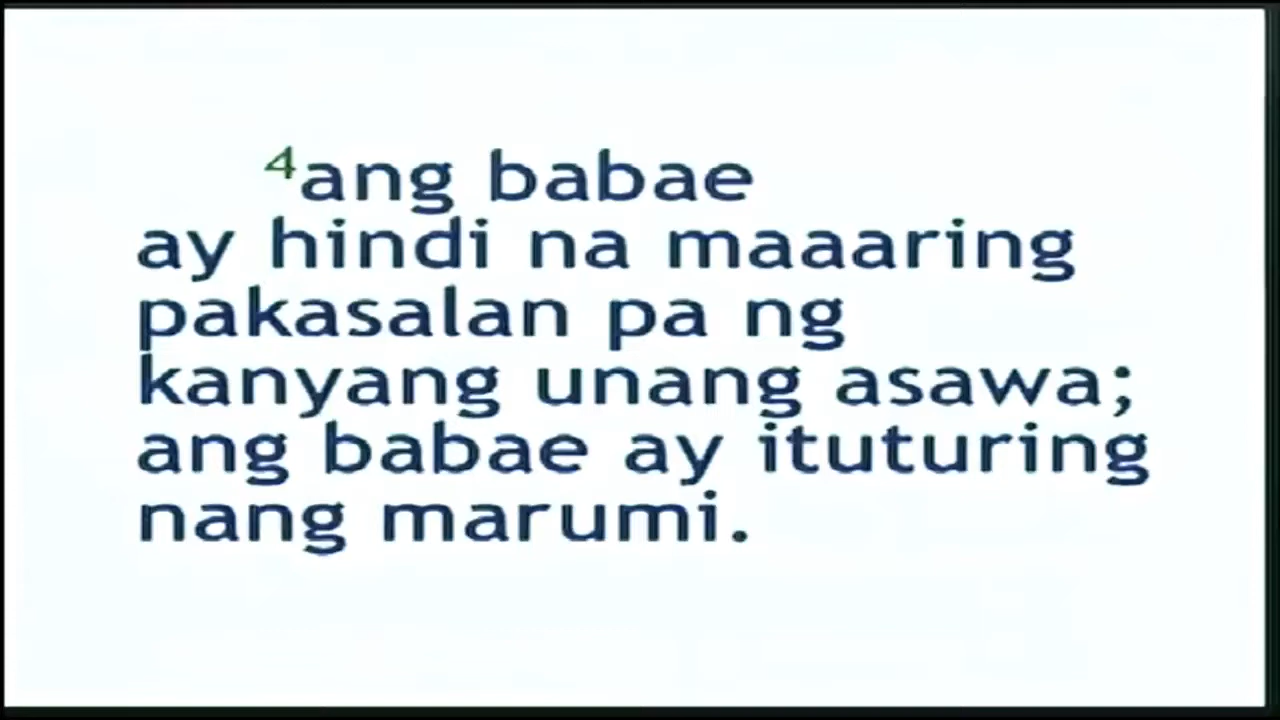 4ang babae
ay hindi na maaaring
pakasalan pa ng
kanyang unang asawa;
ang babae ay ituturing
nang marumi.